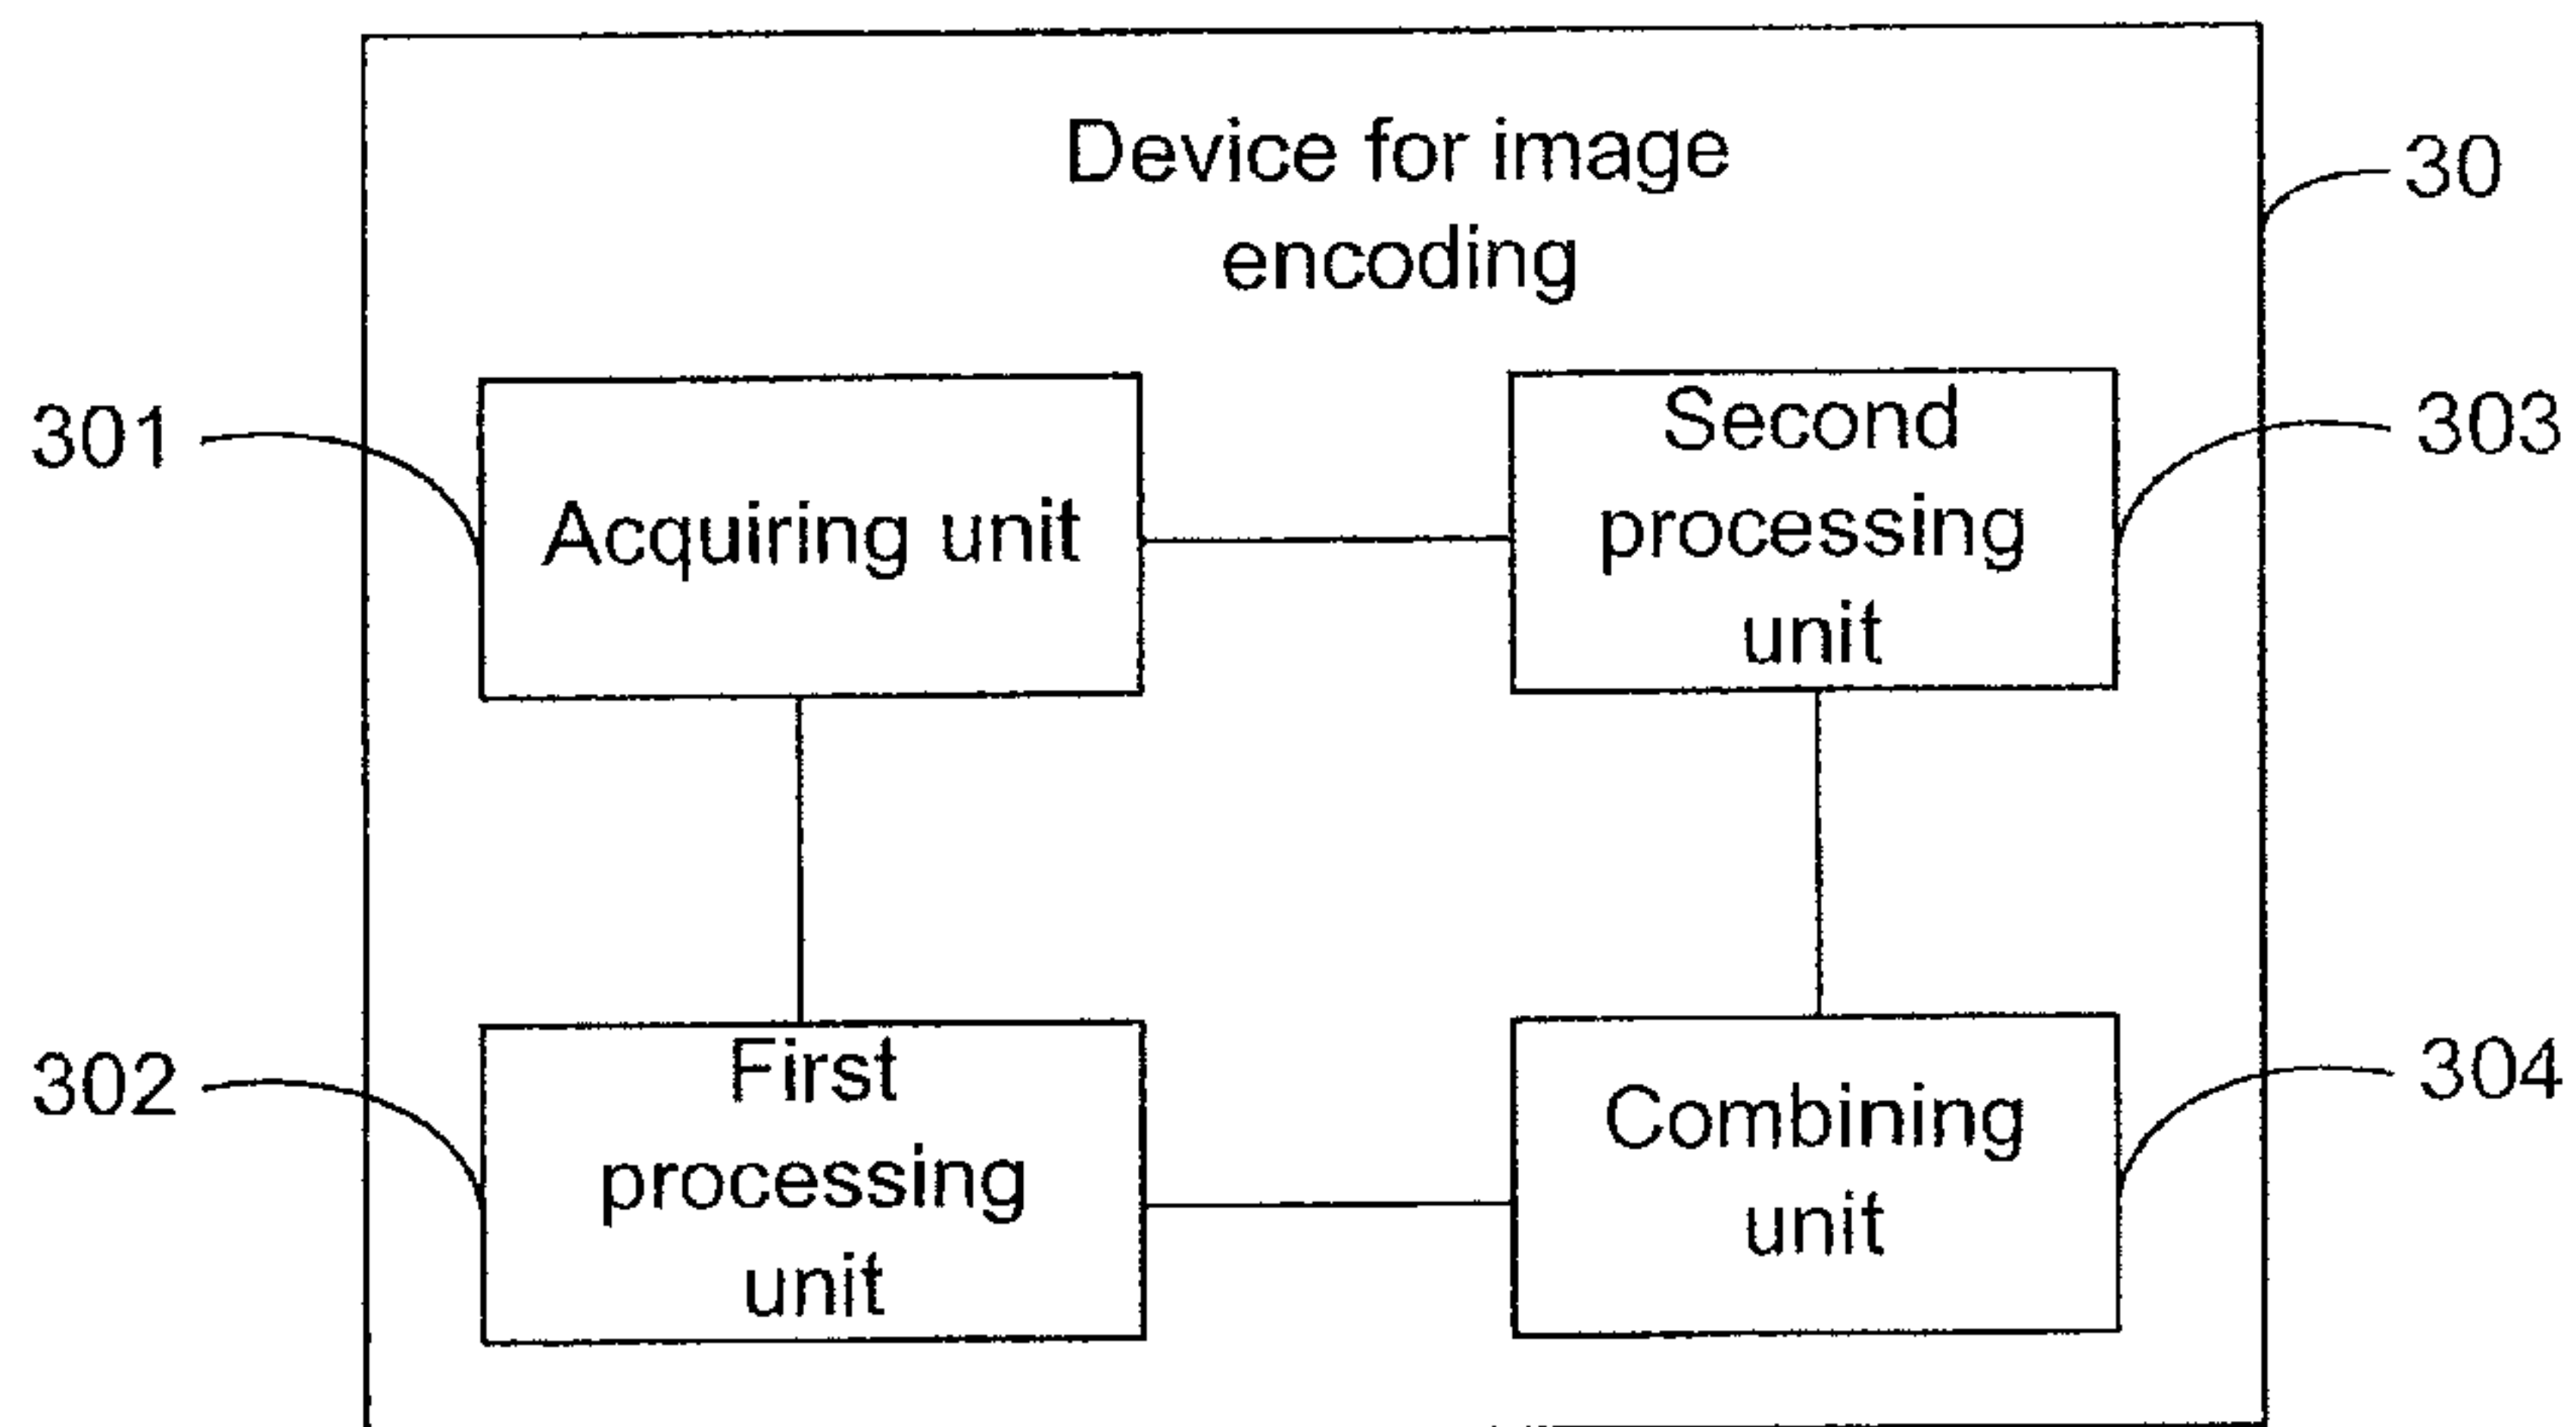 Device for image
encoding
30
301
Acquiring unit
Second
processing
unit
303
302
First
processing
unit
Combining
unit
304